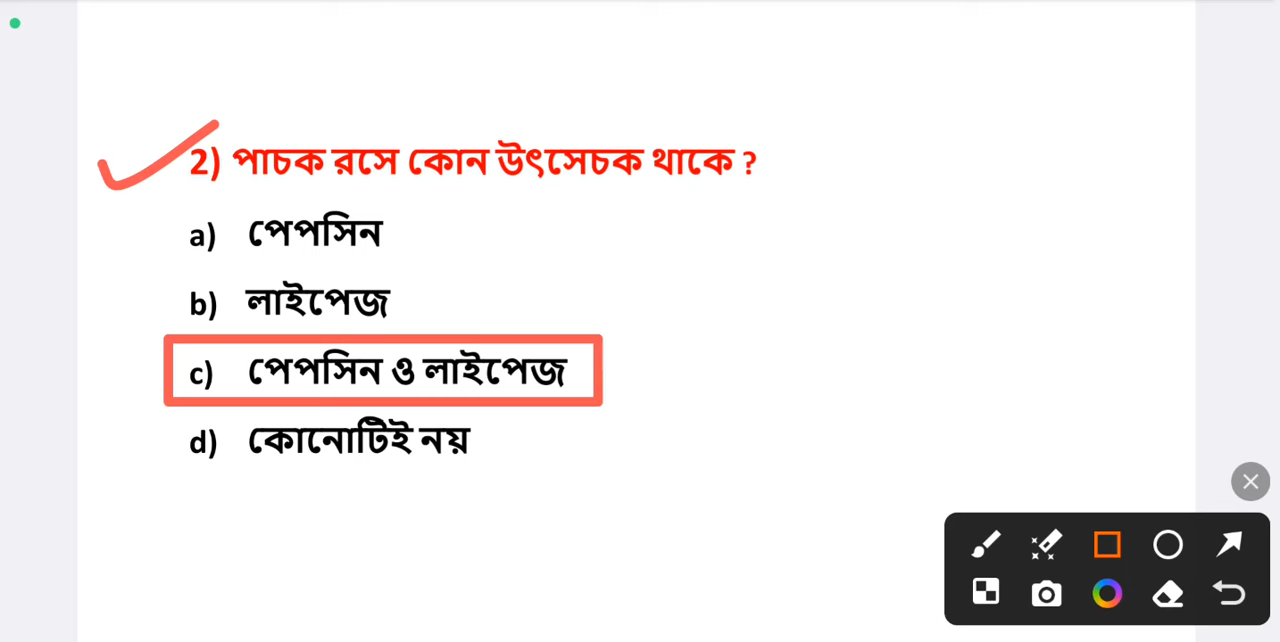 2) পাচক রসে কোন উৎসেচক থাকে ?
a) পেপসিন
b) লাইপেজ
c) পেপসিন ও লাইপেজ
d) কোনোটিই নয়